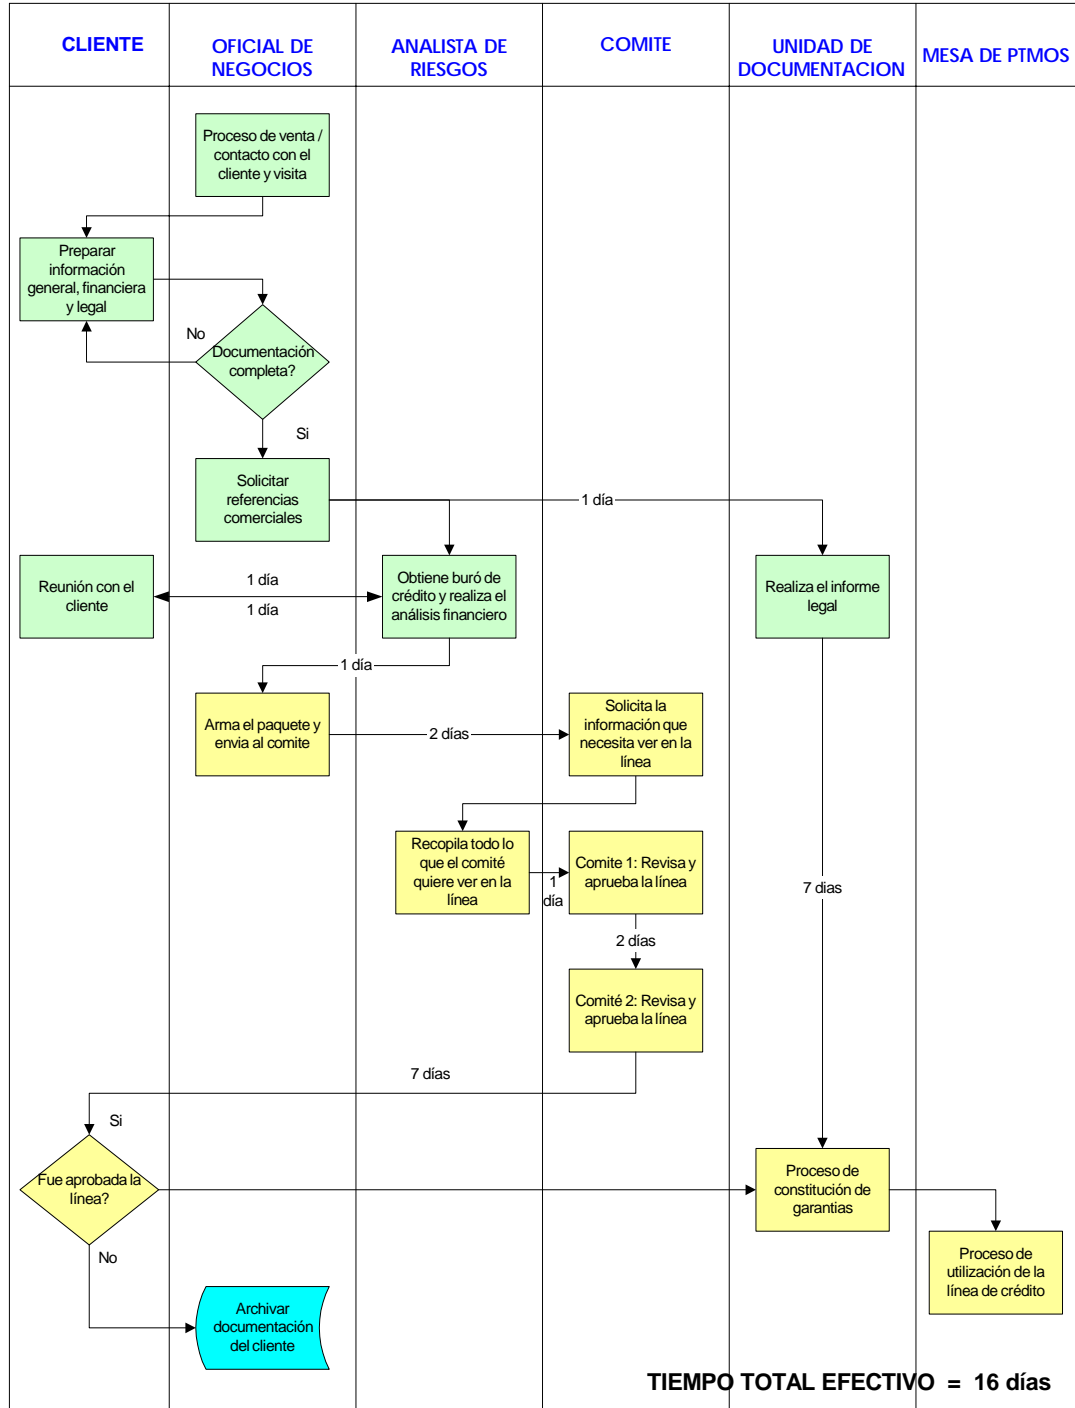 CLIENTE
OFICIAL DE
NEGOCIOS
ANALISTA DE
RIESGOS
COMITE
UNIDAD DE
DOCUMENTACION
MESA DE PTMOS
Proceso de venta /
contacto con el
cliente y visita
Preparar
información
general, financiera
y legal
No
Documentación
completa?
Si
Solicitar
referencias
comerciales
1 día
Reunión con el
cliente
1 día
1 día
Obtiene buró de
crédito y realiza el
análisis financiero
Realiza el informe
legal
1 día
Arma el paquete y
envia al comite
2 días
Solicita la
información que
necesita ver en la
línea
Recopila todo lo
que el comité
quiere ver en la
línea
1
día
Comite 1: Revisa y
aprueba la línea
7 dias
2 días
Comité 2: Revisa y
aprueba la línea
7 días
Si
Fue aprobada la
línea?
Proceso de
constitución de
garantias
No
Proceso de
utilización de la
línea de crédito
Archivar
documentación
del cliente
TIEMPO TOTAL EFECTIVO = 16 días